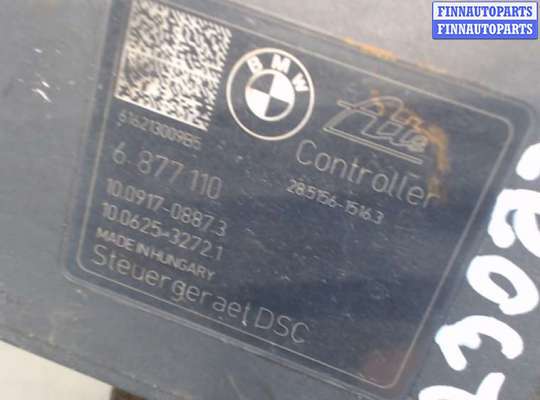 FINNAUTOPARTS
FINNAUTOPARTS
BMW
Ate
616213009B5
Controller
6 877 110
28.5156-1516.3
10.0917-0887.3
10.0625-3272.1
MADE IN HUNGARY
Steuergeraet DSC